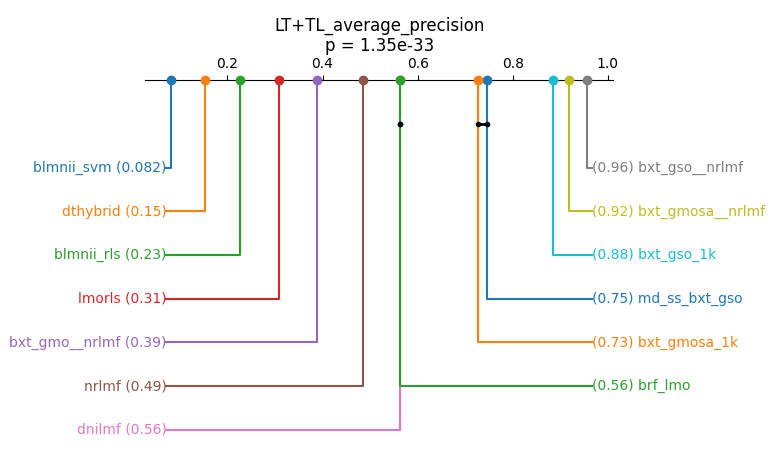 LT+TL_average_precision
p = 1.35e-33
0.2 0.4 0.6 0.8 1.0
blmnii_svm (0.082) (0.96) bxt_gso__nrlmf
dthybrid (0.15) (0.92) bxt_gmosa__nrlmf
blmnii_rls (0.23) (0.88) bxt_gso_1k
lmorls (0.31) (0.75) md_ss_bxt_gso
bxt_gmo__nrlmf (0.39) (0.73) bxt_gmosa_1k
nrlmf (0.49) (0.56) brf_lmo
dnilmf (0.56)